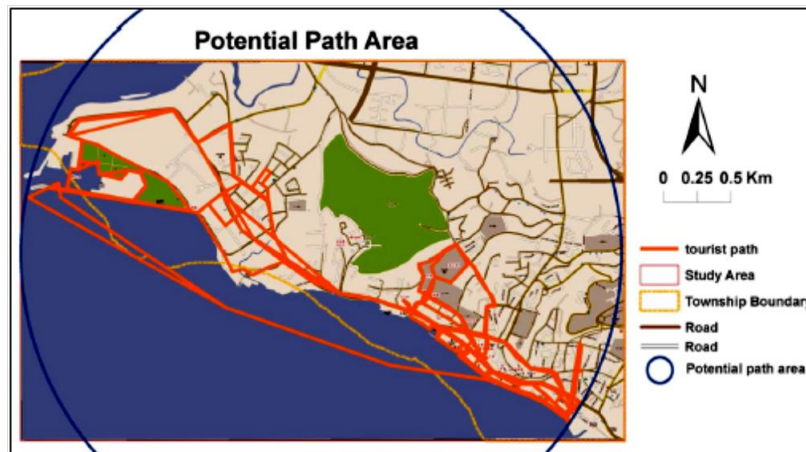 Potential Path Area
N
0 0.25 0.5 Km
tourist path
Study Area
Township Boundary
Road
Road
Potential path area